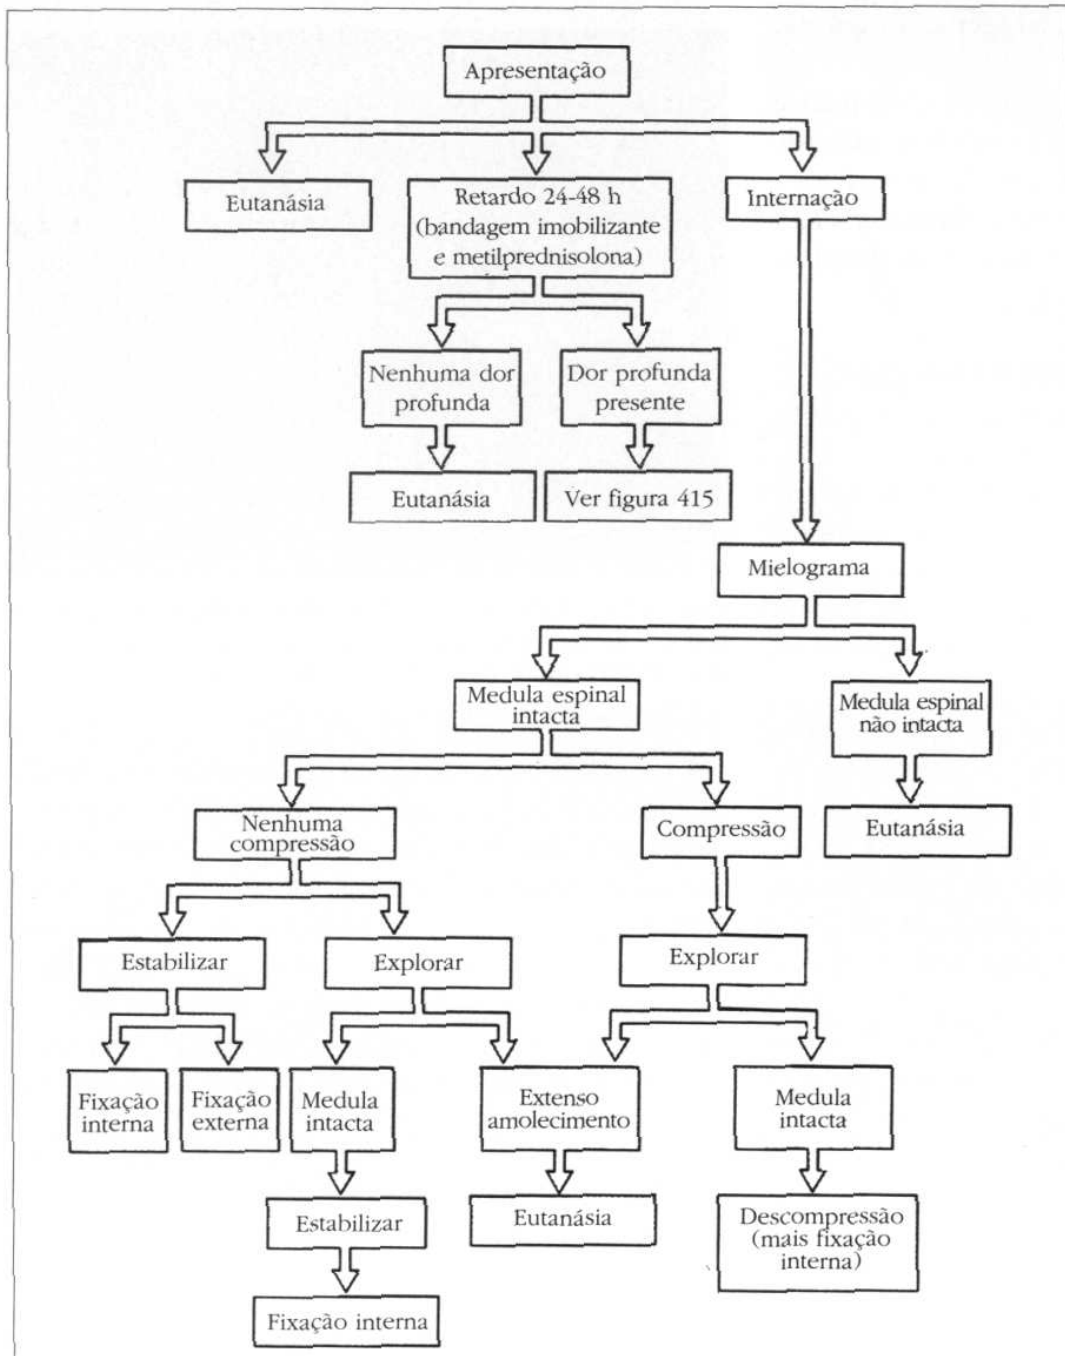 Apresentação
Eutanásia
Retardo 24-48 h
(bandagem imobilizante
e metilprednisolona)
Internação
Nenhuma dor
profunda
Dor profunda
presente
Eutanásia
Ver figura 415
Mielograma
Medula espinal
intacta
Medula espinal
não intacta
Nenhuma
compressão
Compressão
Eutanásia
Estabilizar
Explorar
Explorar
Fixação
interna
Fixação
externa
Medula
intacta
Extenso
amolecimento
Medula
intacta
Estabilizar
Eutanásia
Descompressão
(mais fixação
interna)
Fixação interna